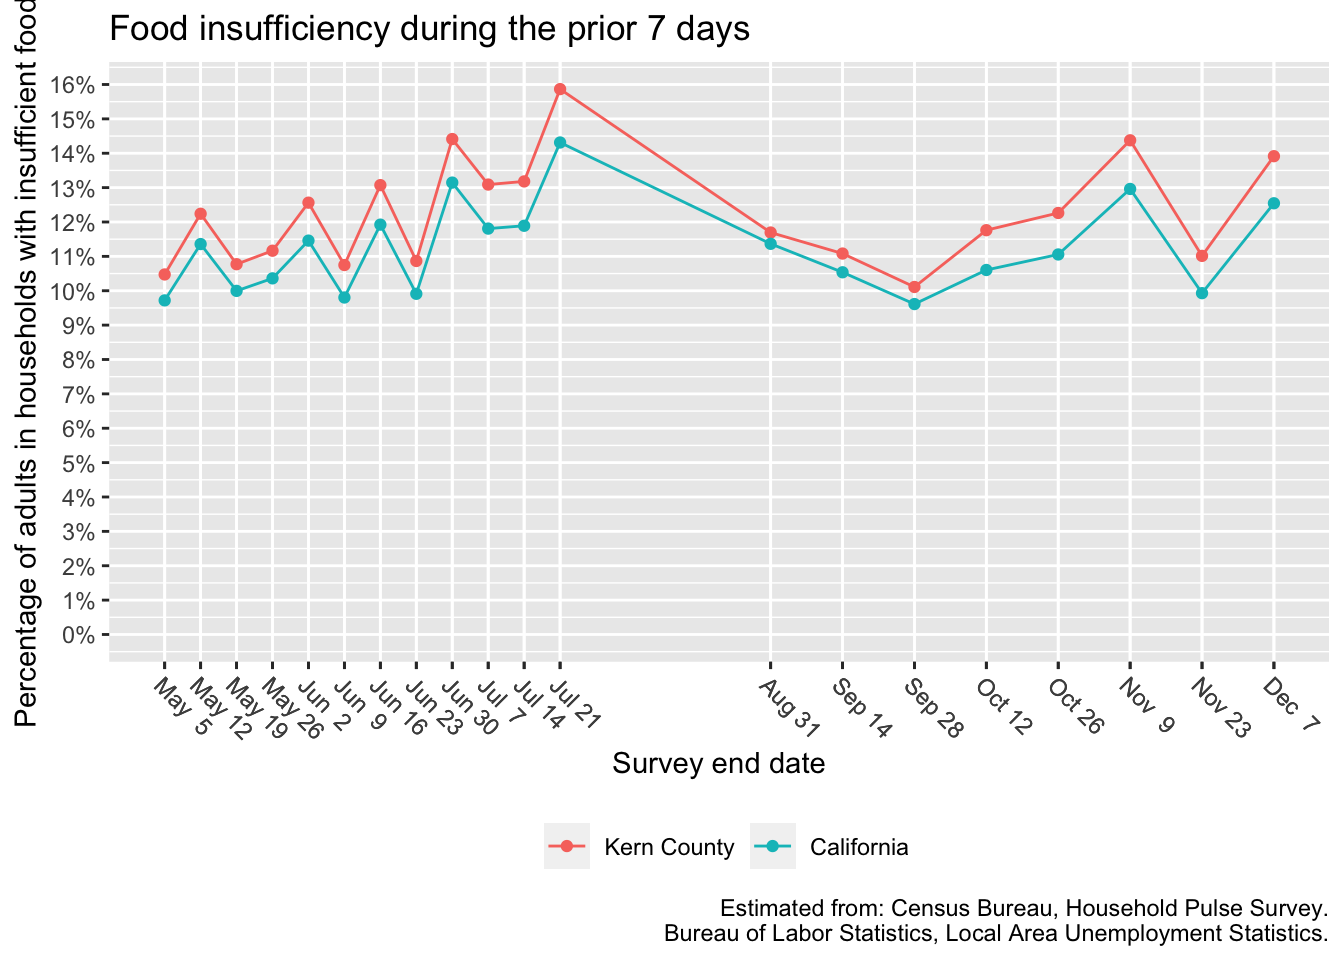 Food insufficiency during the prior 7 days
Percentage of adults in households with insufficient food
16%
15%
14%
13%
12%
11%
10%
9%
8%
7%
6%
5%
4%
3%
2%
1%
0%
May 5
May 12
May 19
May 26
Jun 2
Jun 9
Jun 16
Jun 23
Jun 30
Jul 7
Jul 14
Jul 21
Aug 31
Sep 14
Sep 28
Oct 12
Oct 26
Nov 9
Nov 23
Dec 7
Survey end date
Kern County
California
Estimated from: Census Bureau, Household Pulse Survey.
Bureau of Labor Statistics, Local Area Unemployment Statistics.